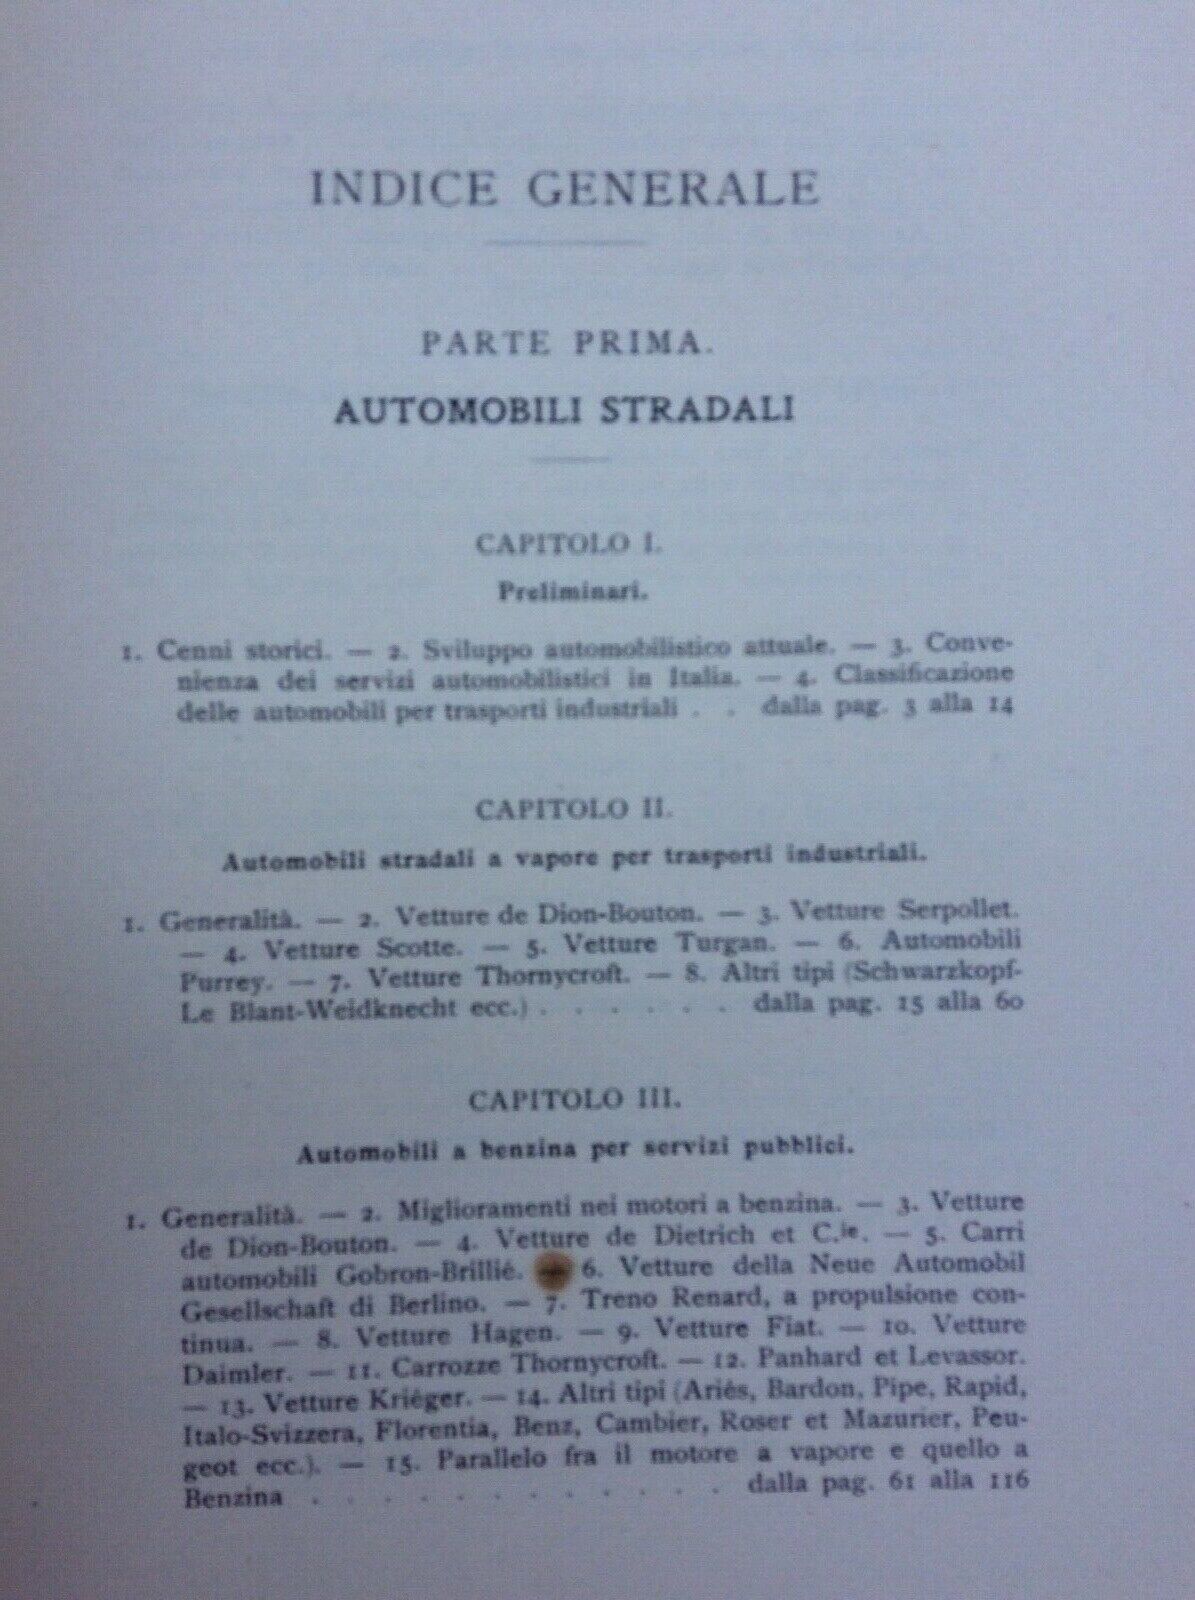 INDICE GENERALE
PARTE PRIMA.
AUTOMOBILI STRADALI
CAPITOLO I.
Preliminari.
1. Cenni storici. — 2. Sviluppo automobilistico attuale. — 3. Conve-
nienza dei servizi automobilistici in Italia. — 4. Classificazione
delle automobili per trasporti industriali . . dalla pag. 3 alla 14
CAPITOLO II.
Automobili stradali a vapore per trasporti industriali.
1. Generalità. — 2. Vetture de Dion-Bouton. — 3. Vetture Serpollet.
— 4. Vetture Scotte. — 5. Vetture Turgan. — 6. Automobili
Purrey. — 7. Vetture Thornycroft. — 8. Altri tipi (Schwarzkopf-
Le Blant-Weidknecht ecc.) . . . . . . dalla pag. 15 alla 60
CAPITOLO III.
Automobili a benzina per servizi pubblici.
1. Generalità. — 2. Miglioramenti nei motori a benzina. — 3. Vetture
de Dion-Bouton. — 4. Vetture de Dietrich et C.ie. — 5. Carri
automobili Gobron-Brillié. — 6. Vetture della Neue Automobil
Gesellschaft di Berlino. — 7. Treno Renard, a propulsione con-
tinua. — 8. Vetture Hagen. — 9. Vetture Fiat. — 10. Vetture
Daimler. — 11. Carrozze Thornycroft. — 12. Panhard et Levassor.
— 13. Vetture Kriéger. — 14. Altri tipi (Ariés, Bardon, Pipe, Rapid,
Italo-Svizzera, Florentia, Benz, Cambier, Roser et Mazurier, Peu-
geot ecc.). — 15. Parallelo fra il motore a vapore e quello a
Benzina . . . . . . . . . . . . dalla pag. 61 alla 116